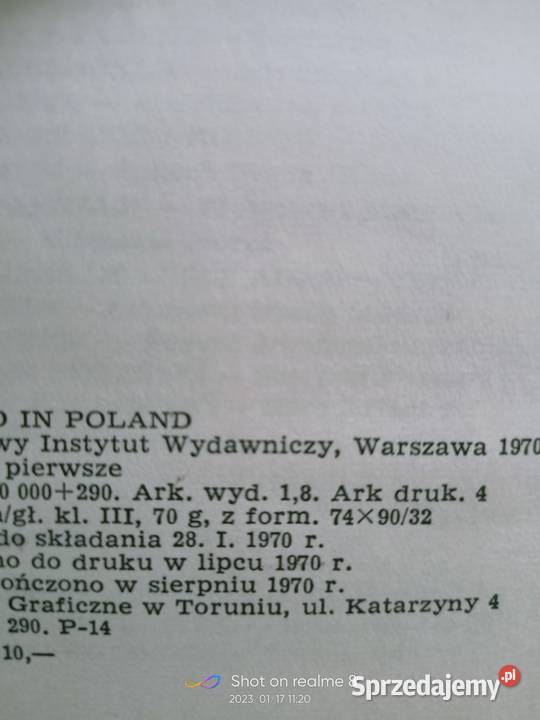 D IN POLAND
wy Instytut Wydawniczy, Warszawa 1970
pierwsze
0 000+290. Ark. wyd. 1,8. Ark druk. 4
/gł. kl. III, 70 g, z form. 74×90/32
do składania 28. I. 1970 r.
no do druku w lipcu 1970 r.
ończono w sierpniu 1970 r.
Graficzne w Toruniu, ul. Katarzyny 4
290. P-14
10,—
Shot on realme 8
2023/01/17 11:20
Sprzedajemy.pl